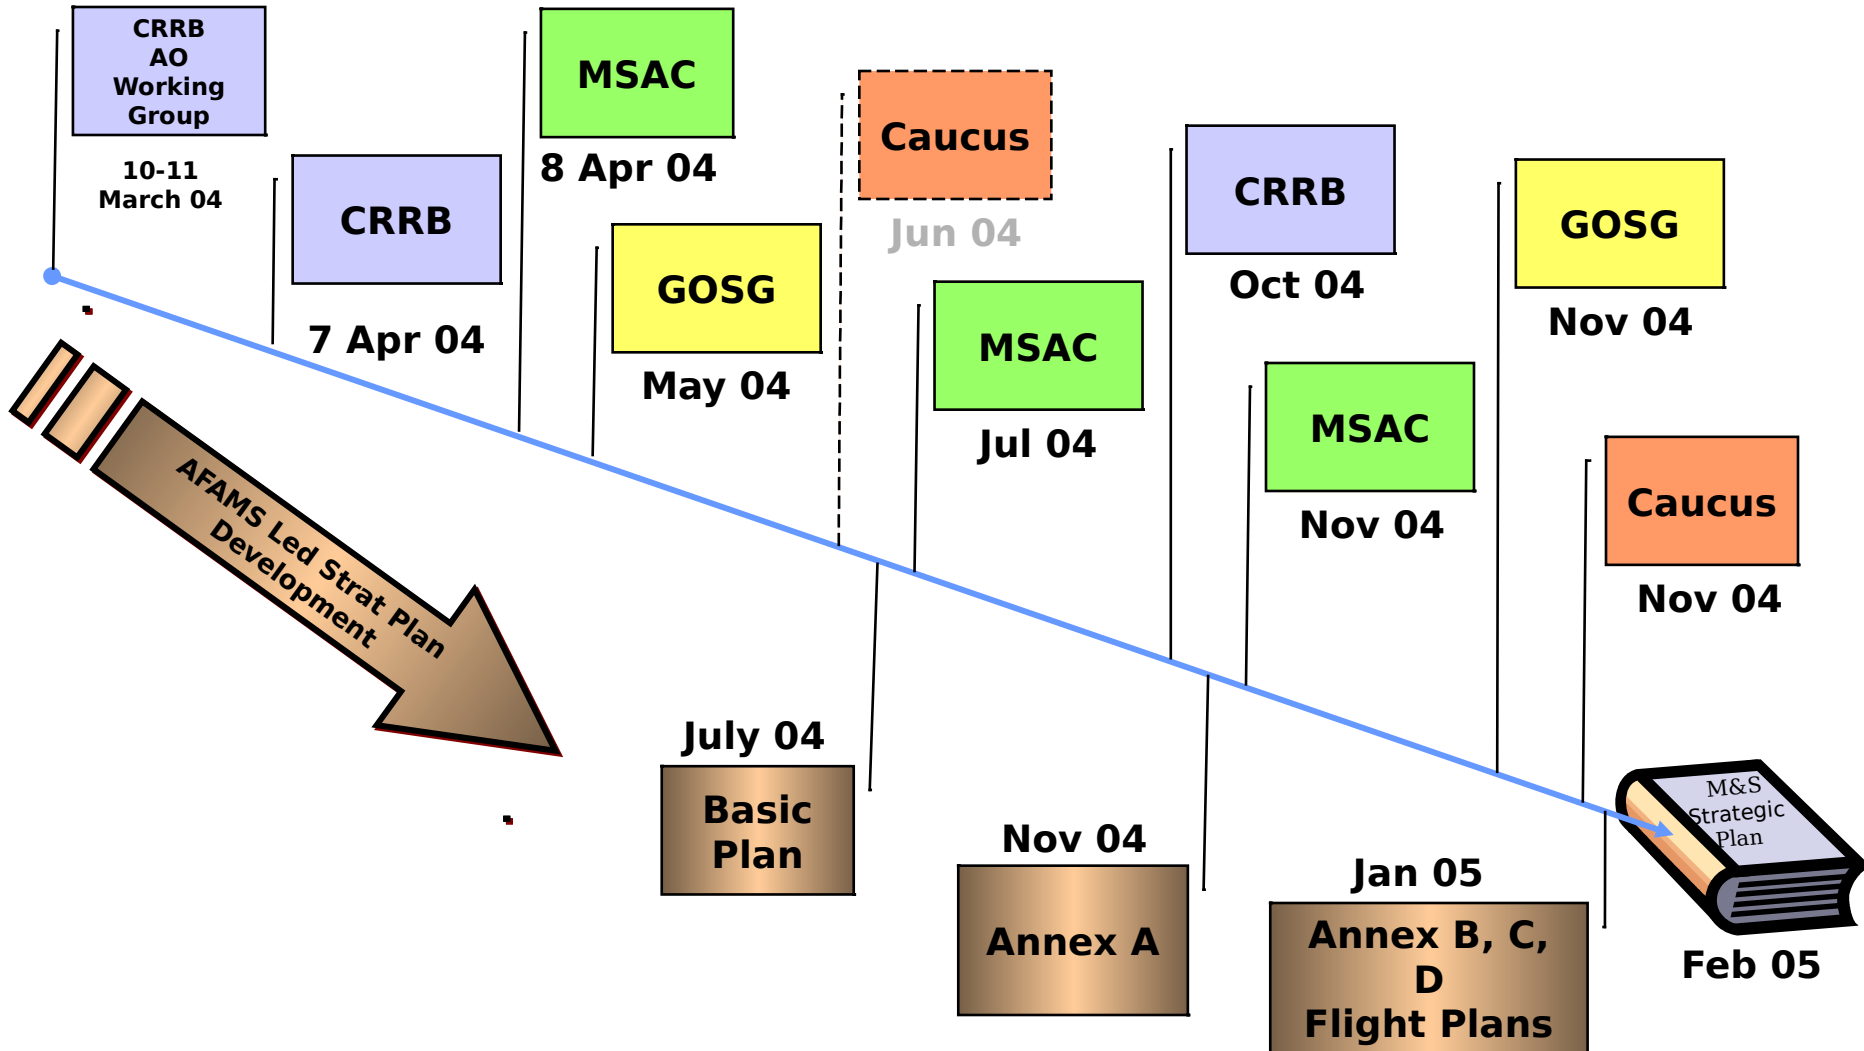 CRRB
AO
Working
Group
10-11
March 04
CRRB
7 Apr 04
MSAC
8 Apr 04
GOSG
May 04
Caucus
Jun 04
MSAC
Jul 04
CRRB
Oct 04
MSAC
Nov 04
GOSG
Nov 04
Caucus
Nov 04
AFAMS Led Strat Plan
Development
July 04
Basic
Plan
Nov 04
Annex A
Jan 05
Annex B, C,
D
Flight Plans
M&S
Strategic
Plan
Feb 05